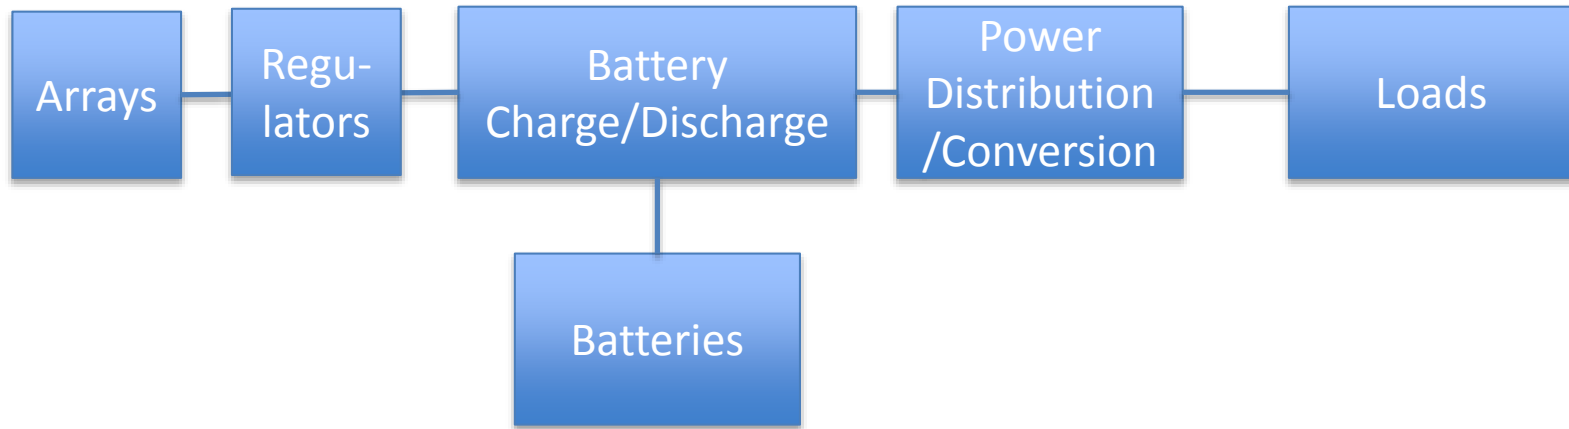 Arrays
Regu-
lators
Battery
Charge/Discharge
Power
Distribution
/Conversion
Loads
Batteries